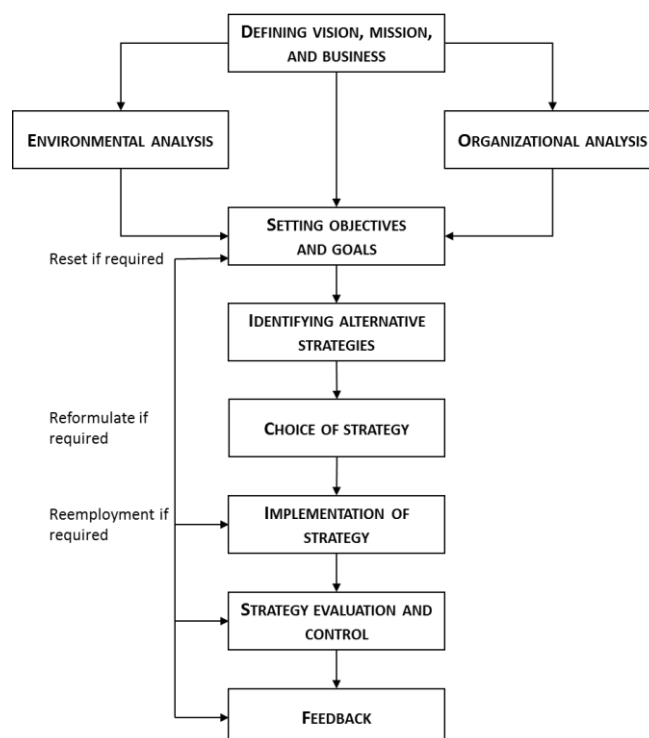 DEFINING VISION, MISSION,
AND BUSINESS
ENVIRONMENTAL ANALYSIS
ORGANIZATIONAL ANALYSIS
SETTING OBJECTIVES
AND GOALS
Reset if required
IDENTIFYING ALTERNATIVE
STRATEGIES
Reformulate if
required
CHOICE OF STRATEGY
Reemployment if
required
IMPLEMENTATION OF
STRATEGY
STRATEGY EVALUATION AND
CONTROL
FEEDBACK